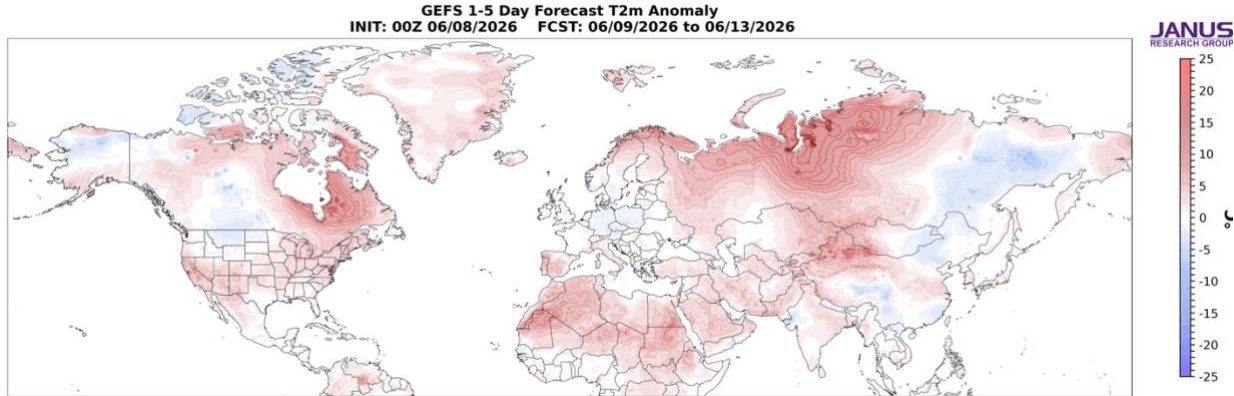 GEFS 1-5 Day Forecast T2m Anomaly
INIT: 00Z 06/08/2026 FCST: 06/09/2026 to 06/13/2026
JANUS
RESEARCH GROUP
25
20
15
10
5
0
-5
-10
-15
-20
-25
°C